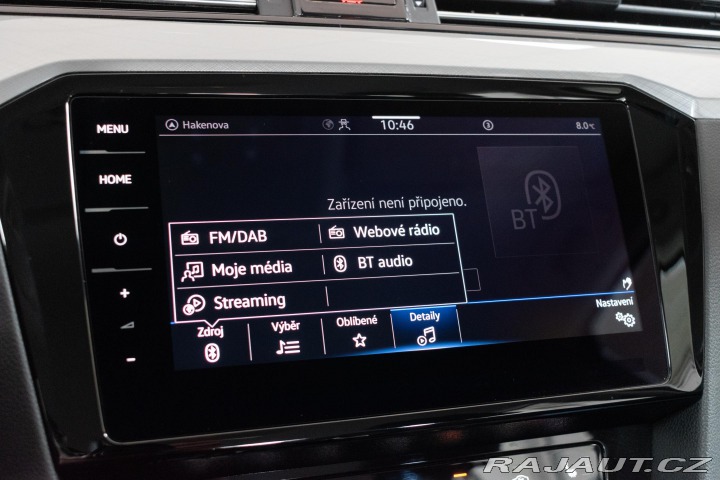 MENU
HOME
Hakenova
10:46
3
8.0°C
Zařízení není připojeno.
BT
FM/DAB
Webové rádio
Moje média
BT audio
Streaming
Zdroj
Výběr
Oblíbené
Detaily
Nastavení
RAJAUT.CZ